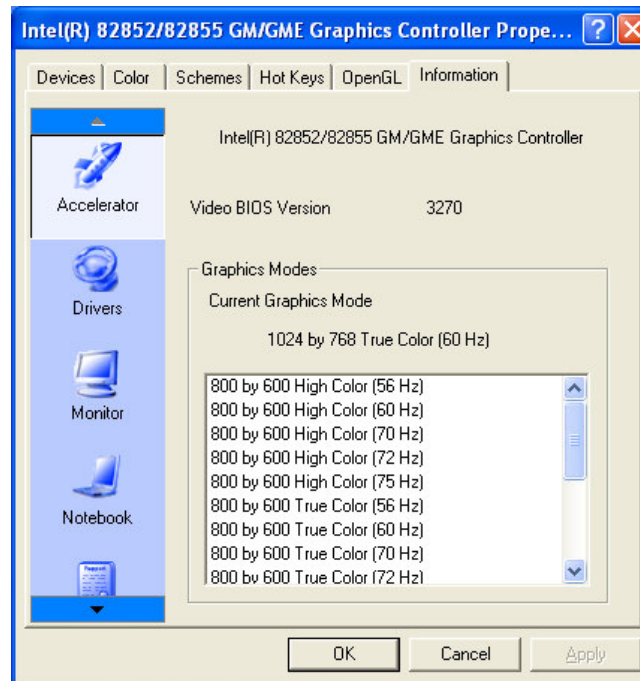 Intel(R) 82852/82855 GM/GME Graphics Controller Prope...
Devices
Color
Schemes
Hot Keys
OpenGL
Information
Accelerator
Drivers
Monitor
Notebook
Intel(R) 82852/82855 GM/GME Graphics Controller
Video BIOS Version 3270
Graphics Modes
Current Graphics Mode
1024 by 768 True Color (60 Hz)
800 by 600 High Color (56 Hz)
800 by 600 High Color (60 Hz)
800 by 600 High Color (70 Hz)
800 by 600 High Color (72 Hz)
800 by 600 High Color (75 Hz)
800 by 600 True Color (56 Hz)
800 by 600 True Color (60 Hz)
800 by 600 True Color (70 Hz)
800 by 600 True Color (72 Hz)
OK
Cancel
Apply